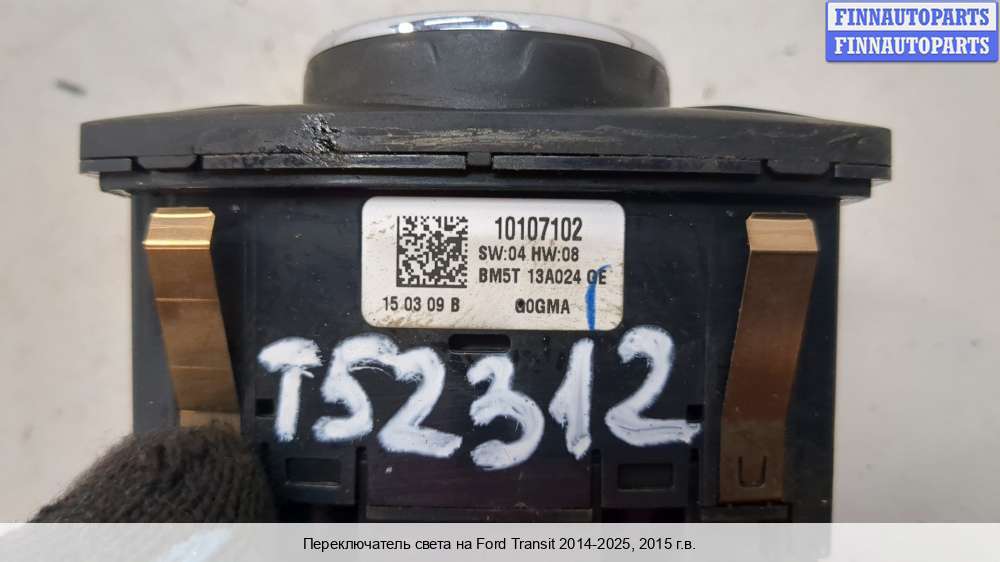 FINNAUTOPARTS
FINNAUTOPARTS
10107102
SW:04 HW:08
BM5T 13A024
15 03 09 B
T52312
Переключатель света на Ford Transit 2014-2025, 2015 г.в.